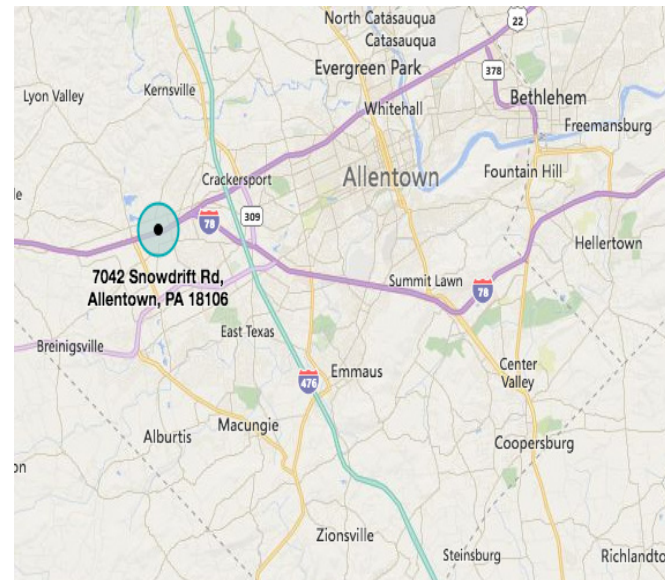 North Catasauqua
22
Catasauqua
Evergreen Park
378
Lyon Valley
Kernsville
Bethlehem
Whitehall
Freemansburg
Crackersport
Allentown
Fountain Hill
le
309
78
Hellertown
7042 Snowdrift Rd,
Allentown, PA 18106
Summit Lawn
78
East Texas
Breinigsville
Center
Valley
Emmaus
476
Macungie
Alburtis
Coopersburg
on
Zionsville
Steinsburg
Richlandto